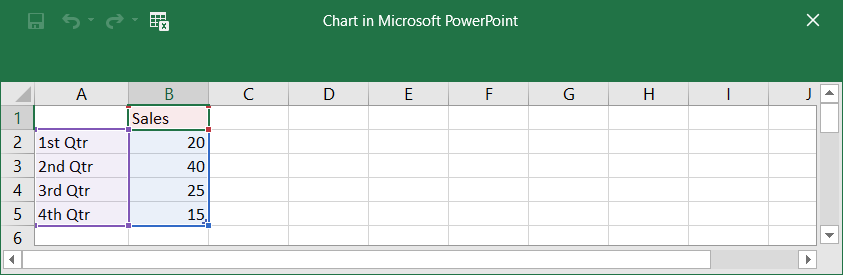 Chart in Microsoft PowerPoint
A B C D E F G H I J
1 Sales
2 1st Qtr 20
3 2nd Qtr 40
4 3rd Qtr 25
5 4th Qtr 15
6